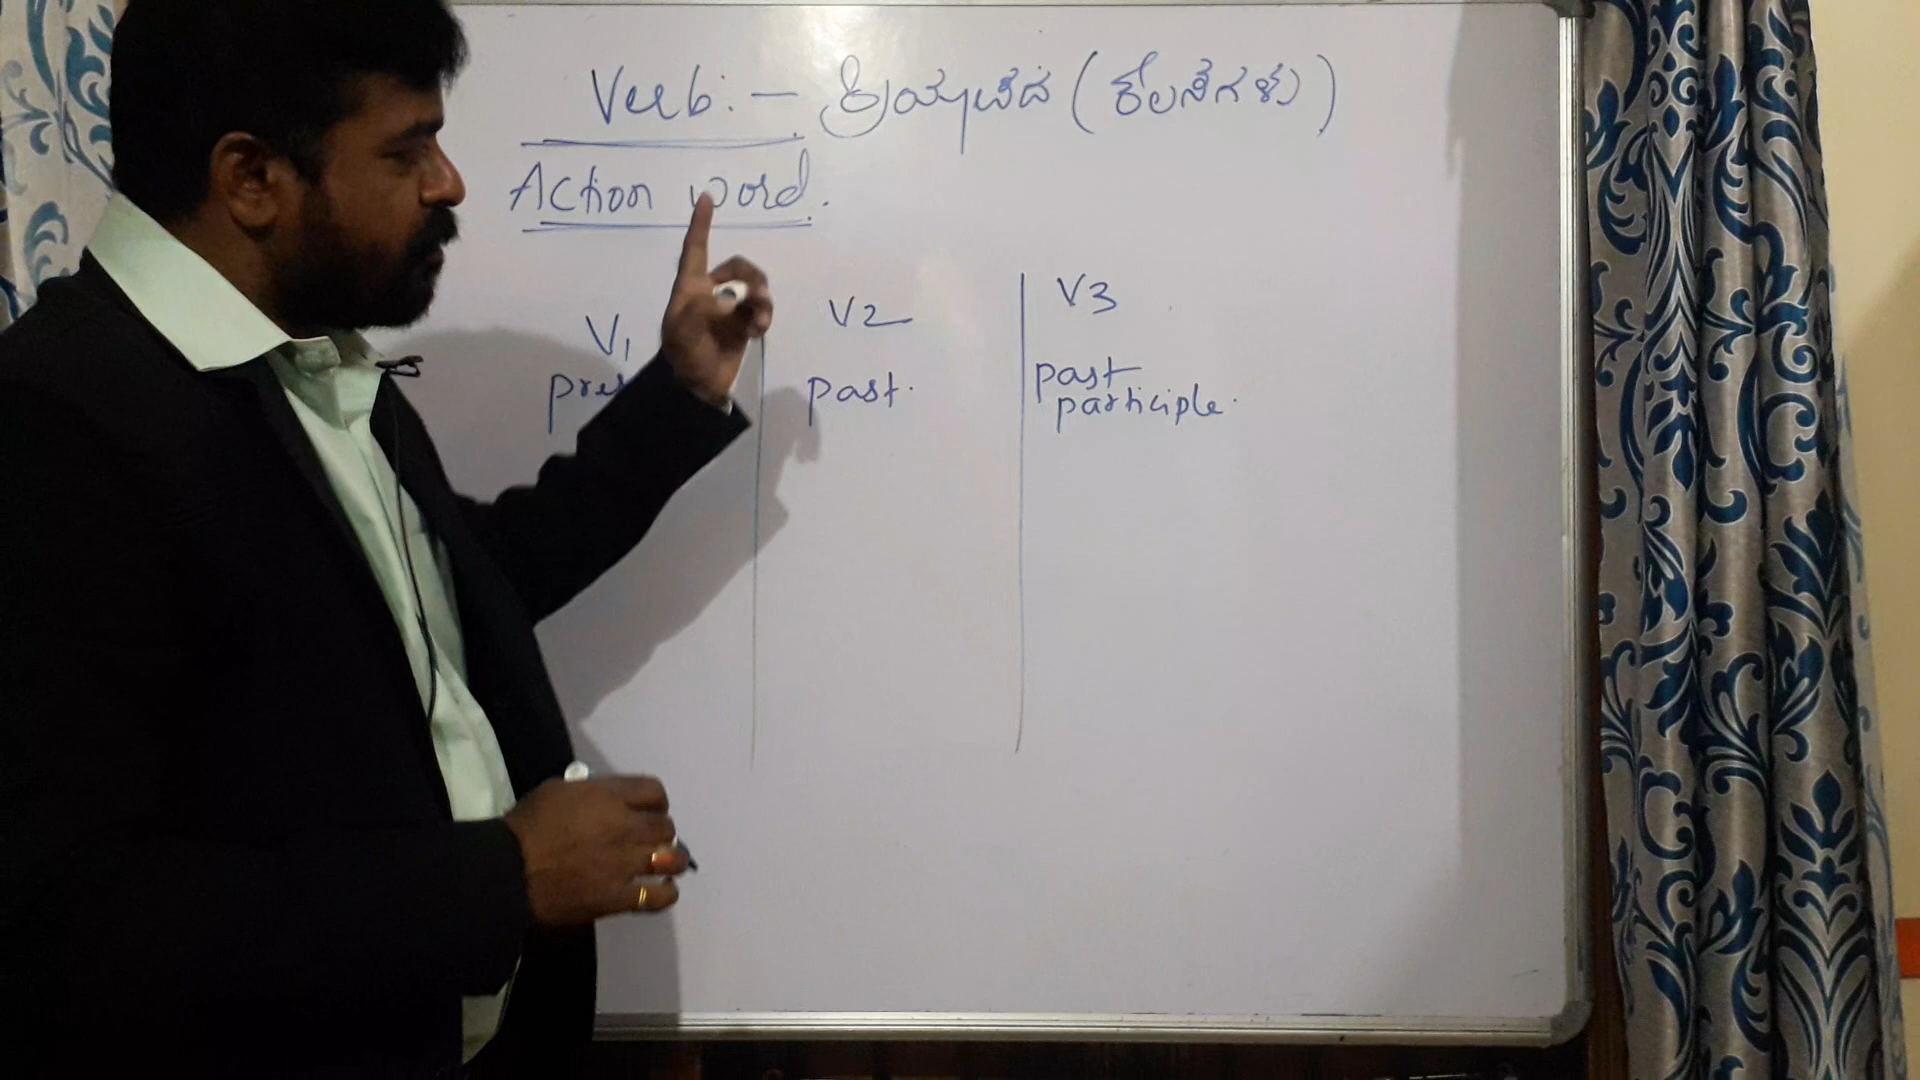 Verb:- ಕ್ರಿಯಾಪದ (ಕೆಲಸಗಳು)
Action word.
V1 V2 V3
past. past
participle.